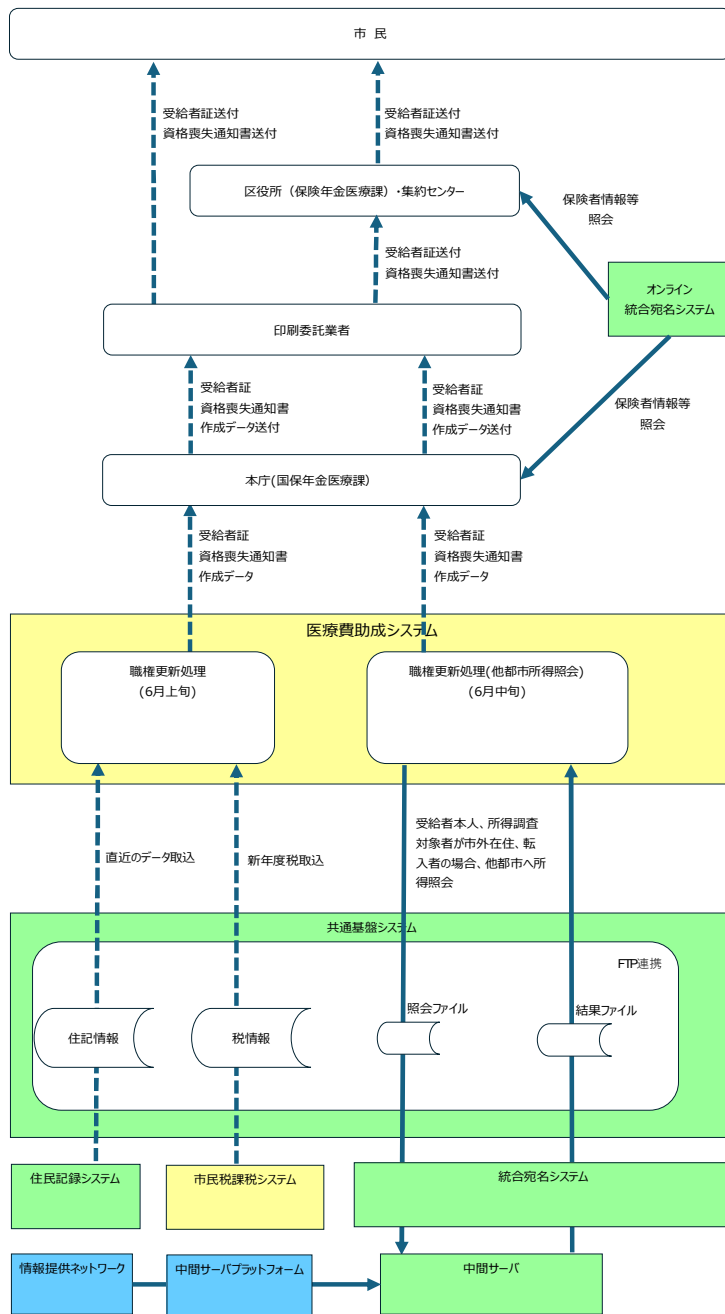 市 民
受給者証送付
資格喪失通知書送付
受給者証送付
資格喪失通知書送付
区役所（保険年金医療課）・集約センター
保険者情報等
照会
受給者証送付
資格喪失通知書送付
オンライン
統合宛名システム
印刷委託業者
受給者証
資格喪失通知書
作成データ送付
受給者証
資格喪失通知書
作成データ送付
保険者情報等
照会
本庁(国保年金医療課)
受給者証
資格喪失通知書
作成データ
受給者証
資格喪失通知書
作成データ
医療費助成システム
職権更新処理
(6月上旬)
職権更新処理(他都市所得照会)
(6月中旬)
直近のデータ取込
新年度税取込
受給者本人、所得調査
対象者が市外在住、転
入者の場合、他都市へ所
得照会
共通基盤システム
FTP連携
住記情報
税情報
照会ファイル
結果ファイル
住民記録システム
市民税課税システム
統合宛名システム
情報提供ネットワーク
中間サーバプラットフォーム
中間サーバ